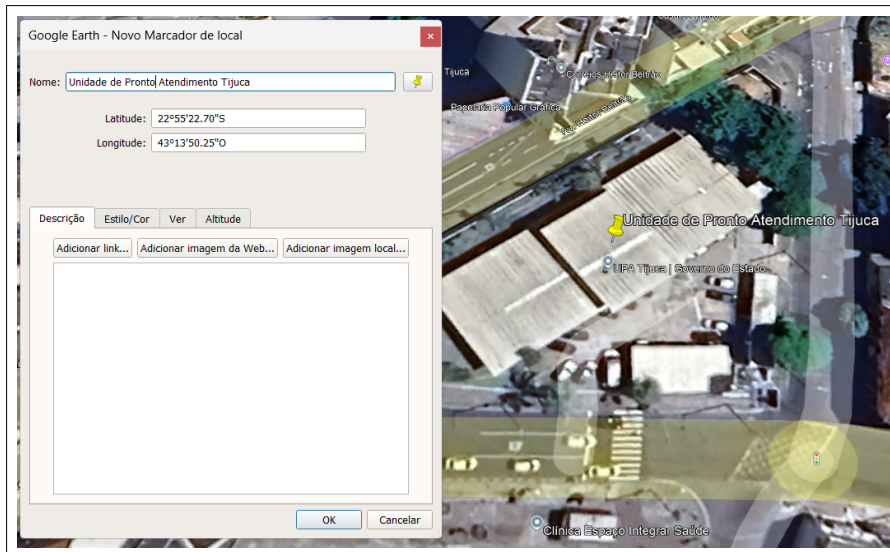 Google Earth - Novo Marcador de local
Nome: Unidade de Pronto Atendimento Tijuca
Latitude: 22°55'22.70"S
Longitude: 43°13'50.25"O
Descrição Estilo/Cor Ver Altitude
Adicionar link... Adicionar imagem da Web... Adicionar imagem local...
OK Cancelar
Tijuca
Correios Heitor Beltrão
Papelaria Popular Gráfica
Av. Heitor Beltrão
Unidade de Pronto Atendimento Tijuca
UPA Tijuca | Governo do Estado
Clínica Espaço Integrar Saúde